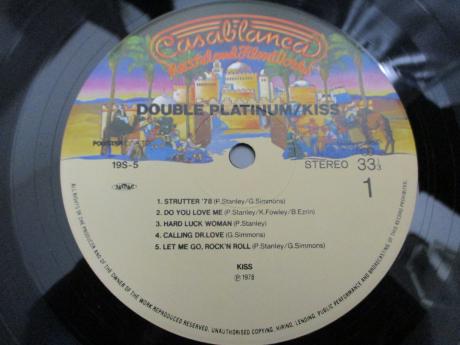 Casablanca
Record and FilmWorks
DOUBLE PLATINUM/KISS
19S-5
STEREO 33 1/3
1
1. STRUTTER '78 (P.Stanley/G.Simmons)
2. DO YOU LOVE ME (P.Stanley/K.Fowley/B.Ezrin)
3. HARD LUCK WOMAN (P.Stanley)
4. CALLING DR.LOVE (G.Simmons)
5. LET ME GO, ROCK'N ROLL (P.Stanley/G.Simmons)
KISS
Ⓟ1978
ALL RIGHTS OF THE PRODUCER AND OF THE OWNER OF THE WORK REPRODUCED RESERVED. UNAUTHORISED COPYING, HIRING, LENDING, PUBLIC PERFORMANCE AND BROADCASTING OF THIS RECORD PROHIBITED.